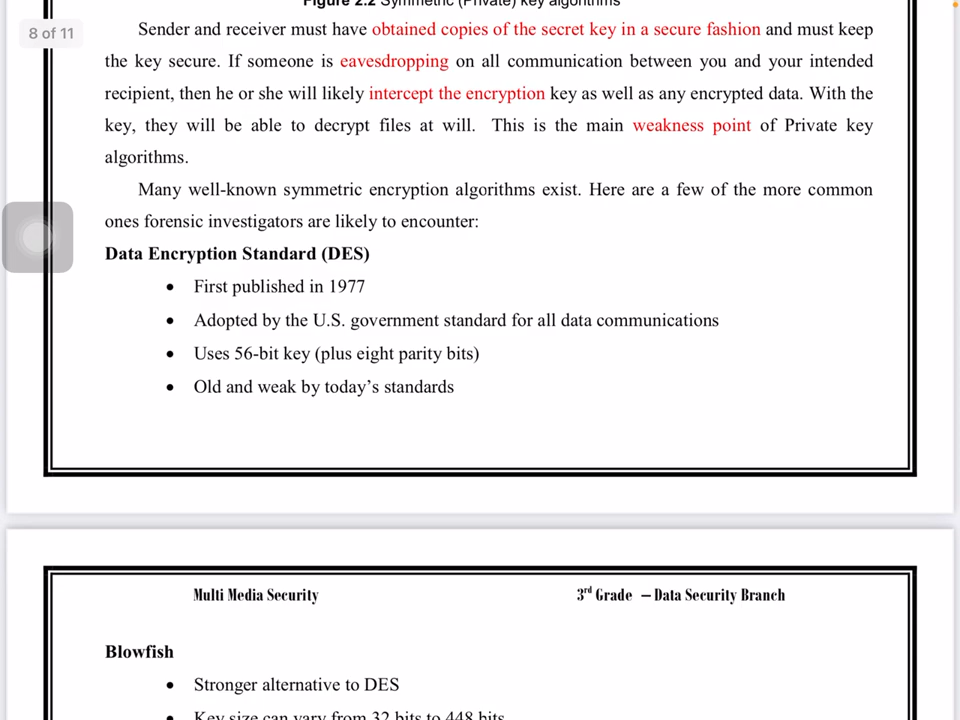 Figure 2.2 Symmetric (Private) key algorithms
8 of 11
Sender and receiver must have obtained copies of the secret key in a secure fashion and must keep
the key secure. If someone is eavesdropping on all communication between you and your intended
recipient, then he or she will likely intercept the encryption key as well as any encrypted data. With the
key, they will be able to decrypt files at will. This is the main weakness point of Private key
algorithms.
Many well-known symmetric encryption algorithms exist. Here are a few of the more common
ones forensic investigators are likely to encounter:
Data Encryption Standard (DES)
• First published in 1977
• Adopted by the U.S. government standard for all data communications
• Uses 56-bit key (plus eight parity bits)
• Old and weak by today’s standards
Multi Media Security 3rd Grade – Data Security Branch
Blowfish
• Stronger alternative to DES
• Key size can vary from 32 bits to 448 bits